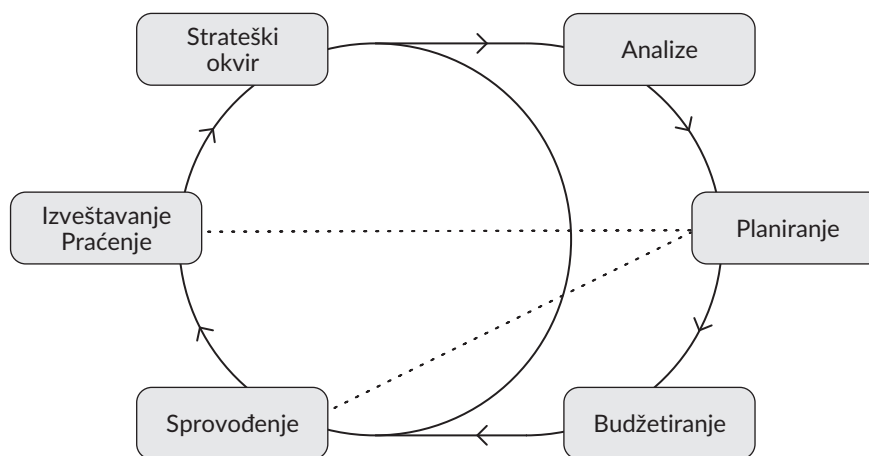 Strateški
okvir
Analize
Izveštavanje
Praćenje
Planiranje
Sprovođenje
Budžetiranje